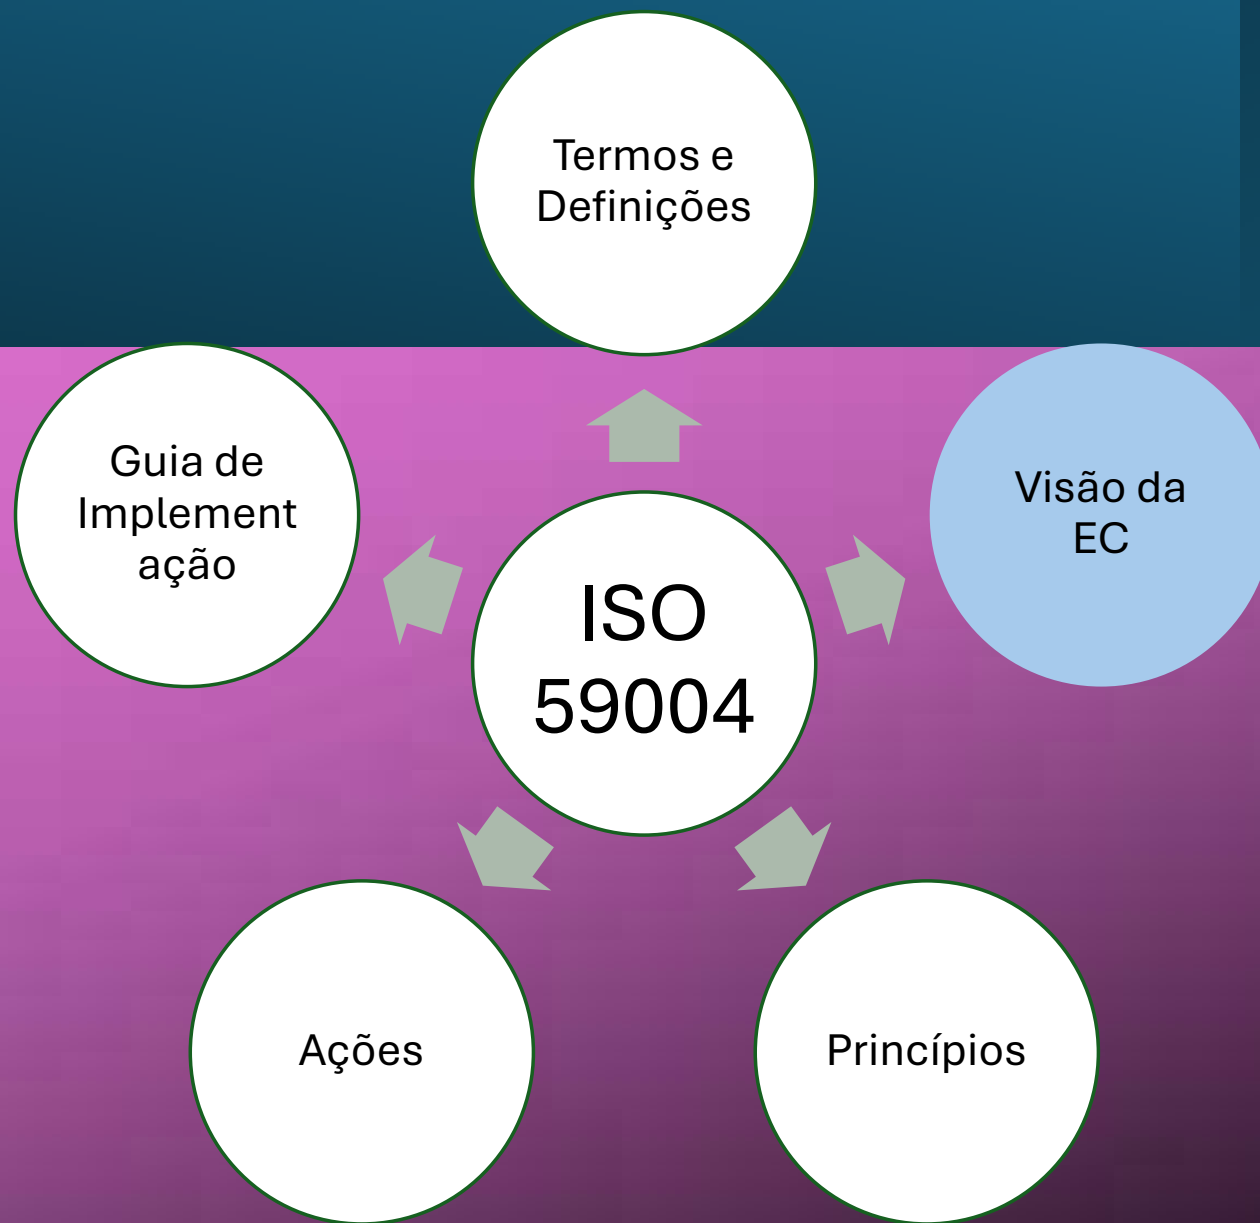 Termos e
Definições
Guia de
Implement
ação
Visão da
EC
ISO
59004
Ações
Princípios